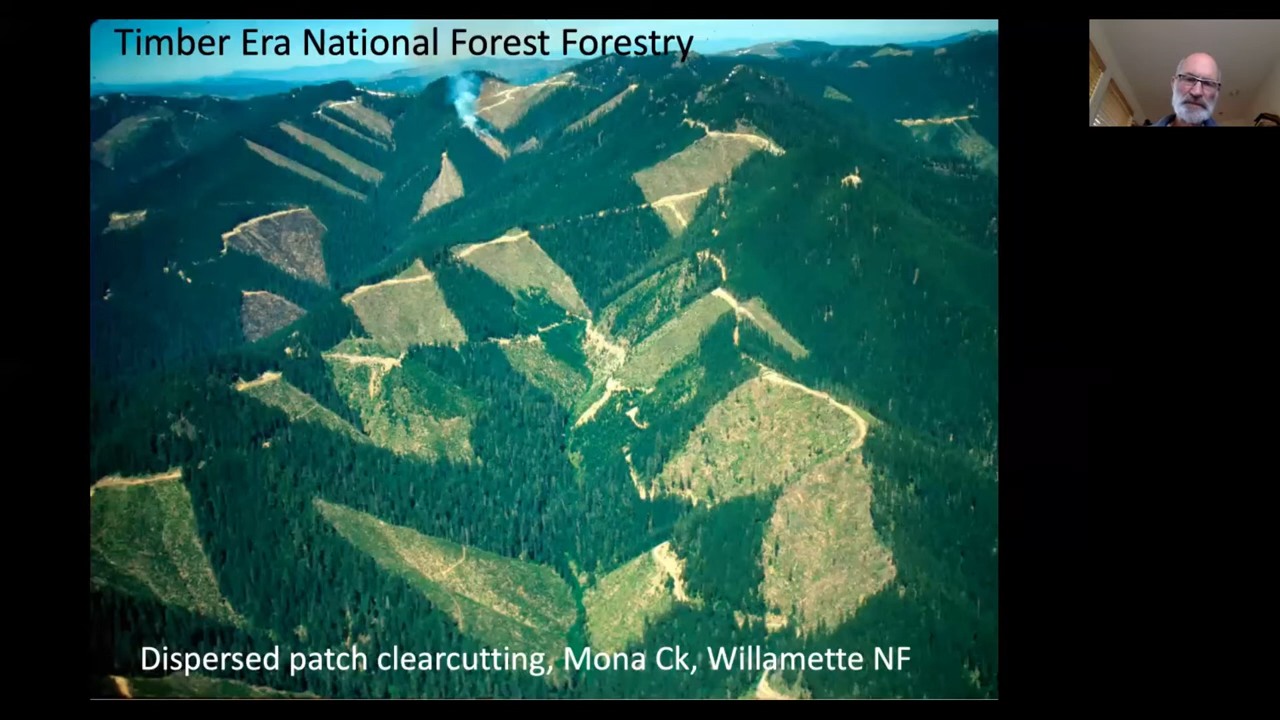 Timber Era National Forest Forestry
Dispersed patch clearcutting, Mona Ck, Willamette NF